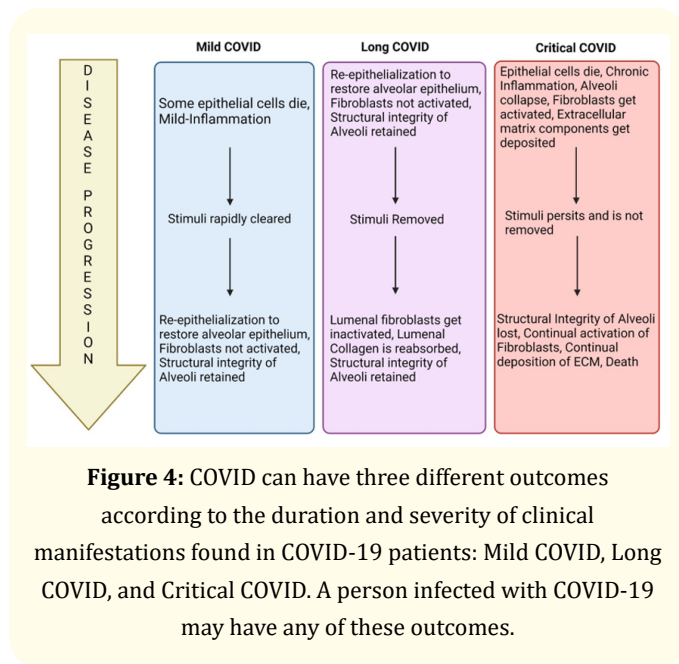 Mild COVID
Long COVID
Critical COVID
DISEASE PROGRESSION
Some epithelial cells die,
Mild-Inflammation
Stimuli rapidly cleared
Re-epithelialization to
restore alveolar epithelium,
Fibroblasts not activated,
Structural integrity of
Alveoli retained
Re-epithelialization to
restore alveolar epithelium,
Fibroblasts not activated,
Structural integrity of
Alveoli retained
Stimuli Removed
Lumenal fibroblasts get
inactivated, Lumenal
Collagen is reabsorbed,
Structural integrity of
Alveoli retained
Epithelial cells die, Chronic
Inflammation, Alveoli
collapse, Fibroblasts get
activated, Extracellular
matrix components get
deposited
Stimuli persits and is not
removed
Structural Integrity of Alveoli
lost, Continual activation of
Fibroblasts, Continual
deposition of ECM, Death
Figure 4: COVID can have three different outcomes
according to the duration and severity of clinical
manifestations found in COVID-19 patients: Mild COVID, Long
COVID, and Critical COVID. A person infected with COVID-19
may have any of these outcomes.